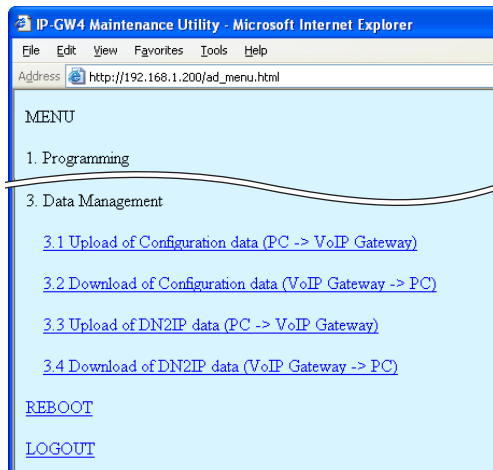 IP-GW4 Maintenance Utility - Microsoft Internet Explorer
File Edit View Favorites Tools Help
Address http://192.168.1.200/ad_menu.html
MENU
1. Programming
3. Data Management
3.1 Upload of Configuration data (PC -> VoIP Gateway)
3.2 Download of Configuration data (VoIP Gateway -> PC)
3.3 Upload of DN2IP data (PC -> VoIP Gateway)
3.4 Download of DN2IP data (VoIP Gateway -> PC)
REBOOT
LOGOUT